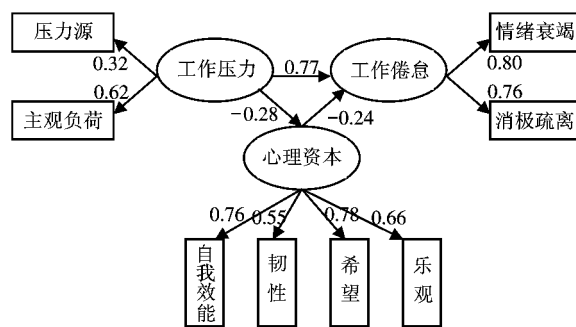 压力源
情绪衰竭
工作压力
0.77
工作倦怠
0.32
0.80
0.62
0.76
主观负荷
-0.28
-0.24
消极疏离
心理资本
0.76
0.55
0.78
0.66
自我效能
韧性
希望
乐观